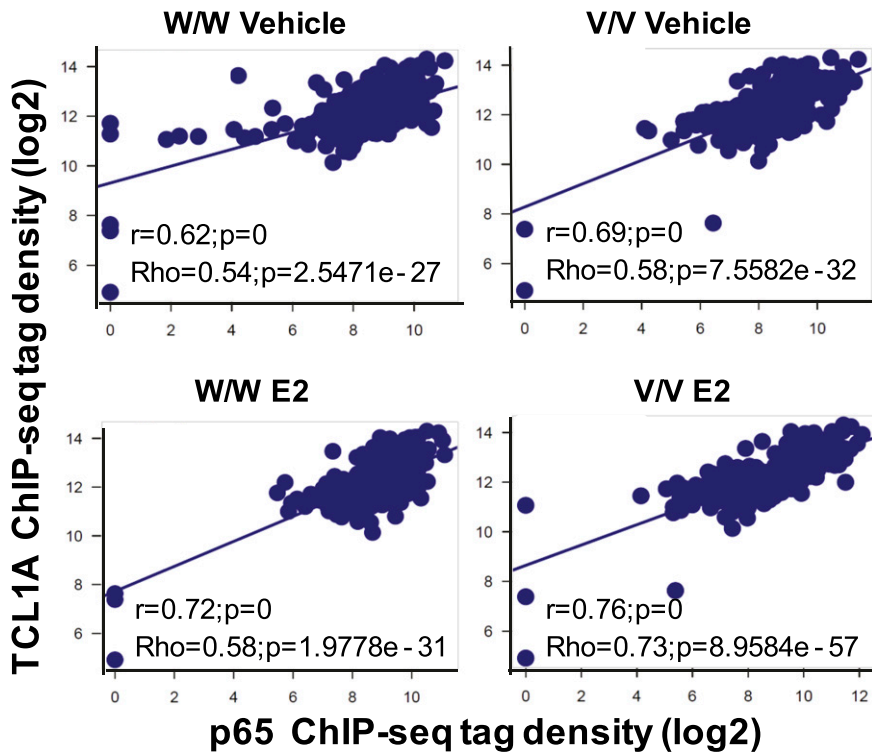 W/W Vehicle
V/V Vehicle
TCL1A ChIP-seq tag density (log2)
14
12
10
8
6
r=0.62;p=0
Rho=0.54;p=2.5471e-27
0 2 4 6 8 10
14
12
10
8
6
r=0.69;p=0
Rho=0.58;p=7.5582e-32
0 2 4 6 8 10
W/W E2
V/V E2
14
12
10
8
6
r=0.72;p=0
Rho=0.58;p=1.9778e-31
0 2 4 6 8 10
14
12
10
8
6
r=0.76;p=0
Rho=0.73;p=8.9584e-57
0 2 4 6 8 10 12
p65 ChIP-seq tag density (log2)